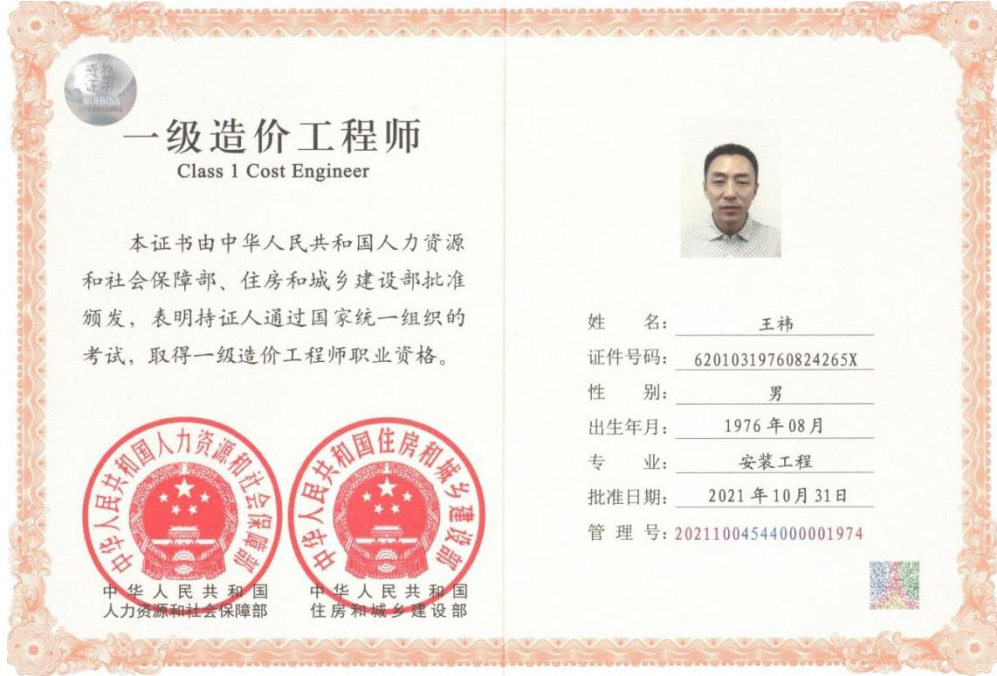 资格
证书
一级造价工程师
Class 1 Cost Engineer
本证书由中华人民共和国人力资源
和社会保障部、住房和城乡建设部批准
颁发，表明持证人通过国家统一组织的
考试，取得一级造价工程师职业资格。
中华人民共和国人力资源和社会保障部
中华人民共和国住房和城乡建设部
中华人民共和国
人力资源和社会保障部
中华人民共和国
住房和城乡建设部
姓 名：王祎
证件号码：62010319760824265X
性 别：男
出生年月：1976年08月
专 业：安装工程
批准日期：2021年10月31日
管 理 号：20211004544000001974